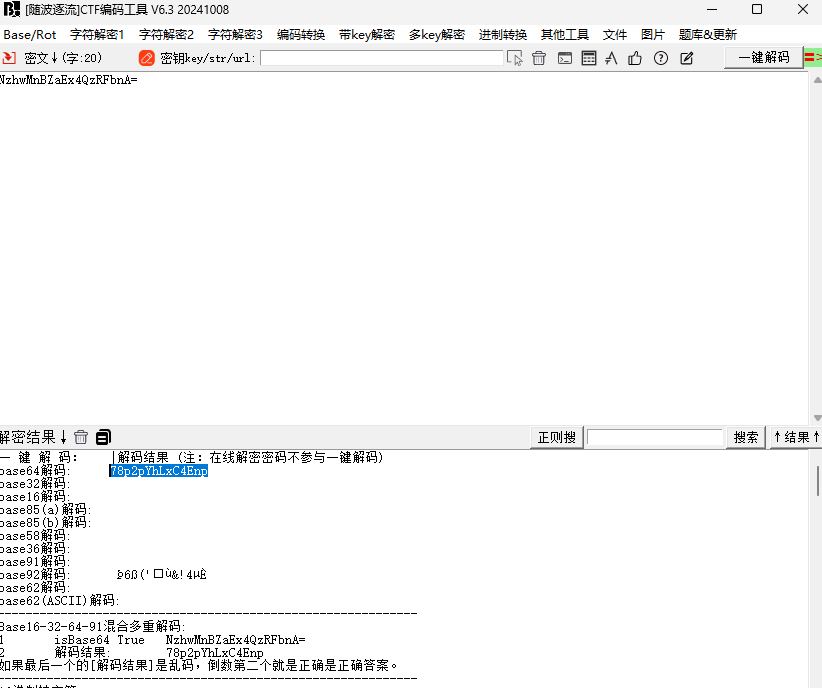 [随波逐流]CTF编码工具 V6.3 20241008
Base/Rot 字符解密1 字符解密2 字符解密3 编码转换 带key解密 多key解密 进制转换 其他工具 文件 图片 题库&更新
密文↓(字:20) 密钥key/str/url: 一键解码 =>
NzhwMnBZaEx4QzRFbnA=
解密结果↓ 正则搜 搜索 ↑结果↑
一 键 解 码: |解码结果 (注: 在线解密密码不参与一键解码)
base64解码: 78p2pYhLxC4Enp
base32解码:
base16解码:
base85(a)解码:
base85(b)解码:
base58解码:
base36解码:
base91解码:
base92解码: þ6ß('□ù&!4µÈ
base62解码:
base62(ASCII)解码:
----------------------------------------------------
Base16-32-64-91混合多重解码:
1 isBase64 True NzhwMnBZaEx4QzRFbnA=
2 解码结果: 78p2pYhLxC4Enp
如果最后一个的[解码结果]是乱码，倒数第二个就是正确是正确答案。
----------------------------------------------------